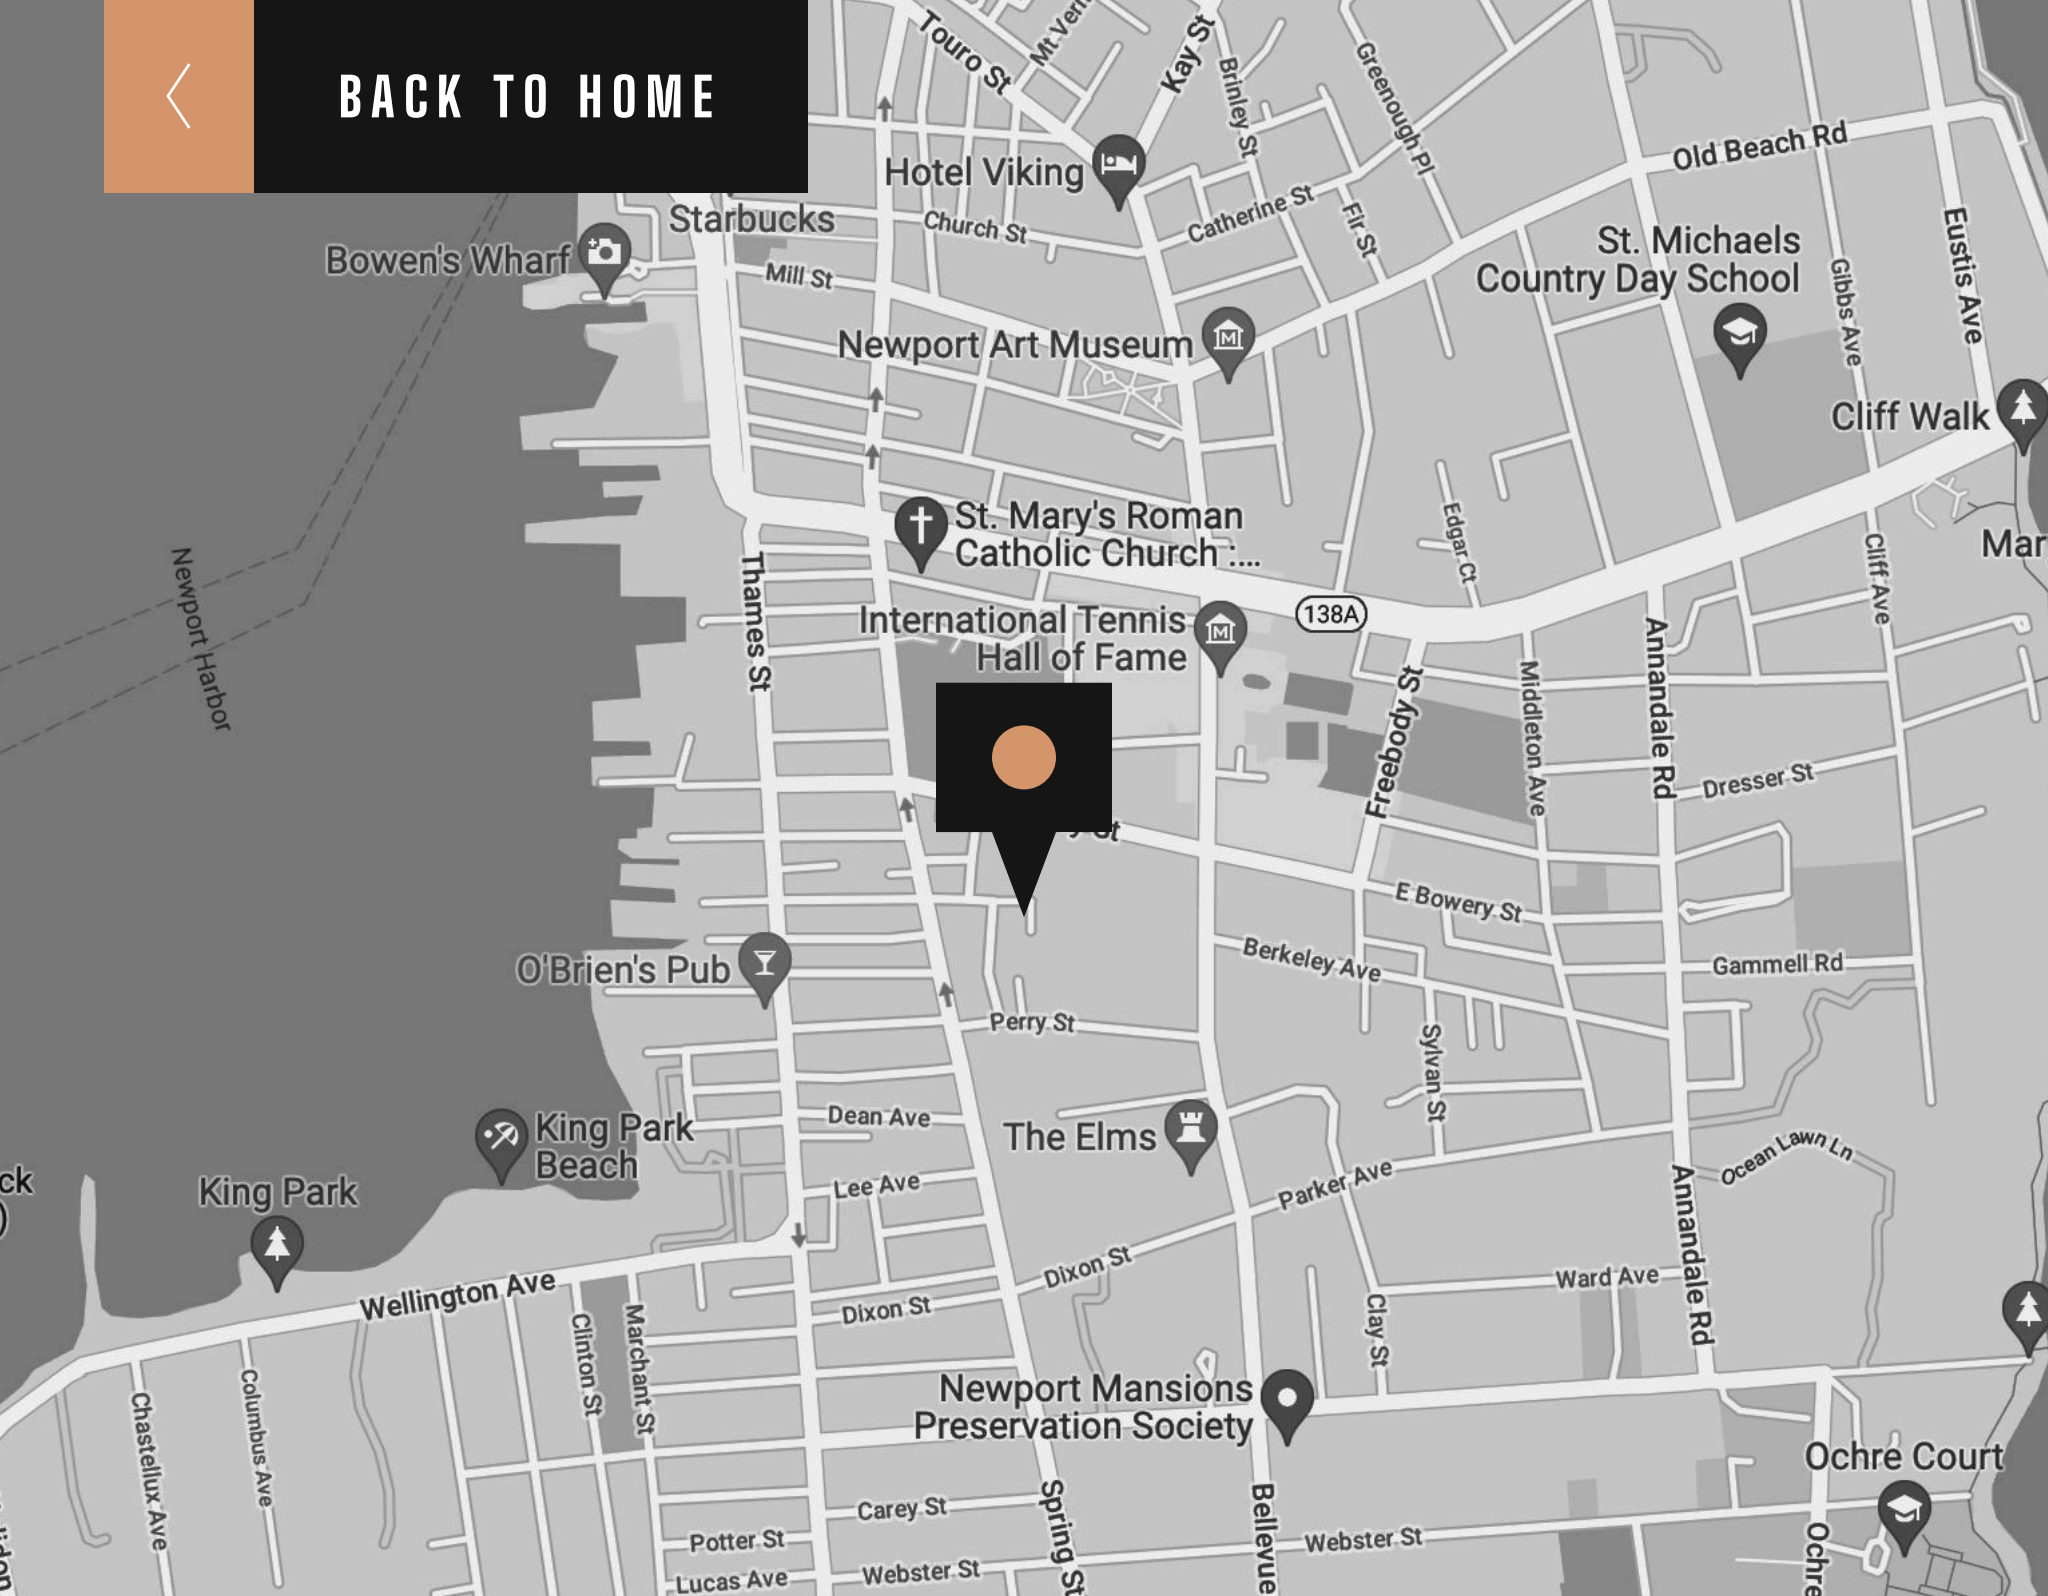 BACK TO HOME
Touro St
Kay St
Brinley St
Greenough Pl
Old Beach Rd
Hotel Viking
Church St
Catherine St
Fir St
Starbucks
Bowen's Wharf
Mill St
St. Michaels
Country Day School
Gibbs Ave
Eustis Ave
Newport Art Museum
Cliff Walk
St. Mary's Roman
Catholic Church :...
Edgar Ct
Cliff Ave
Newport Harbor
Thames St
International Tennis
Hall of Fame
138A
Freebody St
Middleton Ave
Annandale Rd
Dresser St
E Bowery St
Berkeley Ave
Gammell Rd
O'Brien's Pub
Perry St
Sylvan St
Dean Ave
The Elms
King Park
Beach
King Park
Lee Ave
Parker Ave
Ocean Lawn Ln
Annandale Rd
Wellington Ave
Dixon St
Dixon St
Ward Ave
Clay St
Clinton St
Marchant St
Columbus Ave
Chastellux Ave
Newport Mansions
Preservation Society
Ochre Court
Spring St
Bellevue
Ochre
Carey St
Potter St
Webster St
Webster St
Lucas Ave